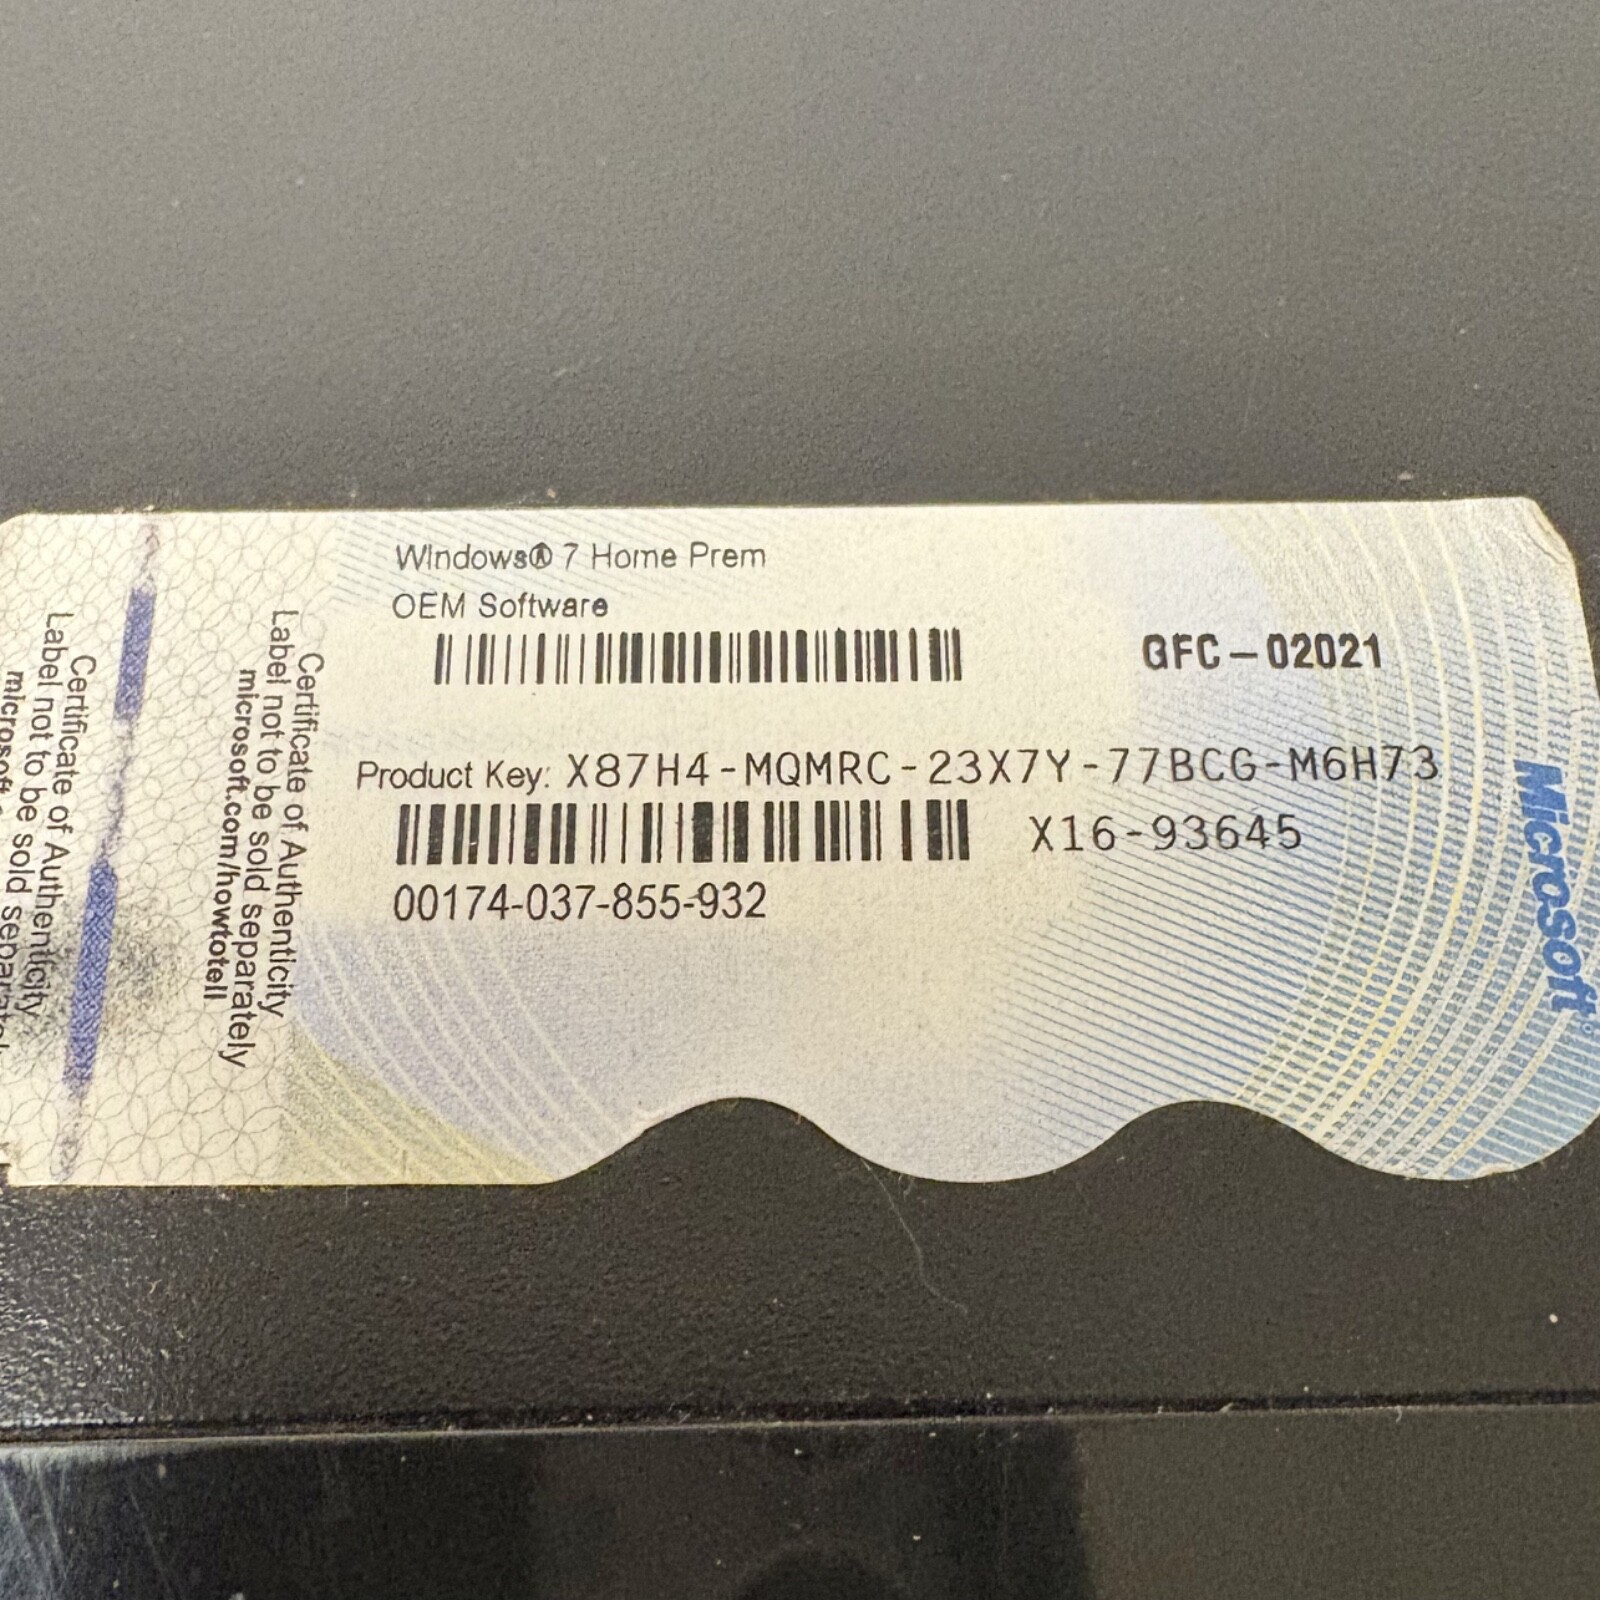 Windows® 7 Home Prem
OEM Software
GFC-02021
Product Key: X87H4-MQMRC-23X7Y-77BCG-M6H73
X16-93645
00174-037-855-932
Certificate of Authenticity
Label not to be sold separately
microsoft.com/howtotell
Certificate of Authenticity
Label not to be sold separately
Microsoft®